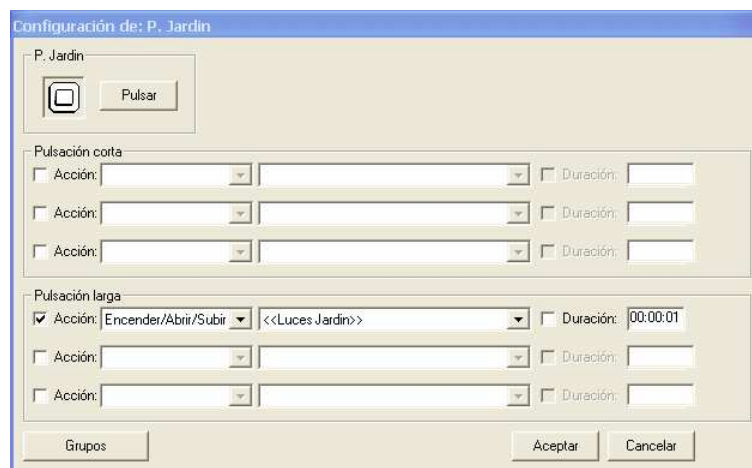 Configuración de: P. Jardin
P. Jardin
Pulsar
Pulsación corta
Acción: Duración:
Acción: Duración:
Acción: Duración:
Pulsación larga
Acción: Encender/Abrir/Subir <<Luces Jardin>> Duración: 00:00:01
Acción: Duración:
Acción: Duración:
Grupos Aceptar Cancelar